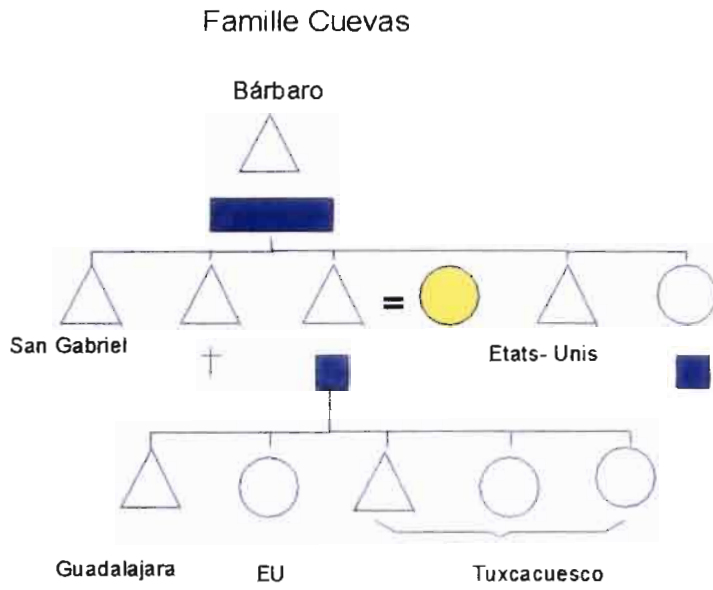 Famille Cuevas
Bárbaro
=
San Gabriel
†
Etats- Unis
Guadalajara
EU
Tuxcacuesco